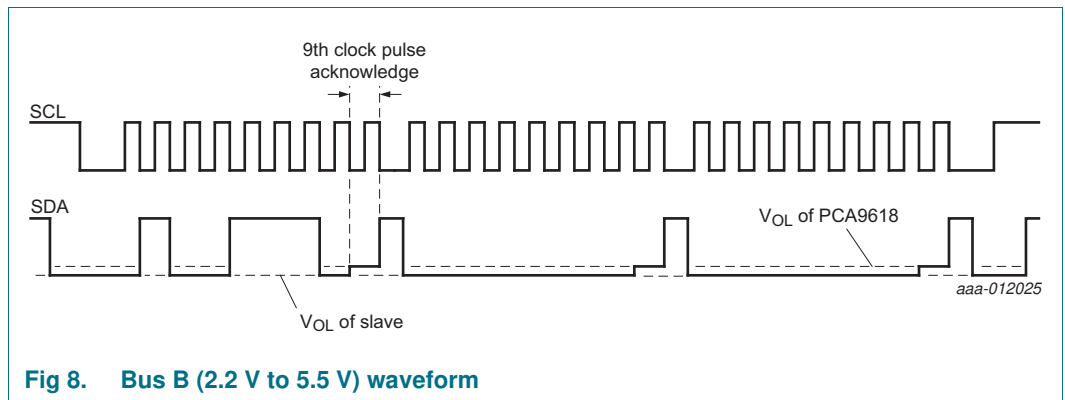 9th clock pulse
acknowledge
SCL
SDA
VOL of PCA9618
aaa-012025
VOL of slave
Fig 8. Bus B (2.2 V to 5.5 V) waveform